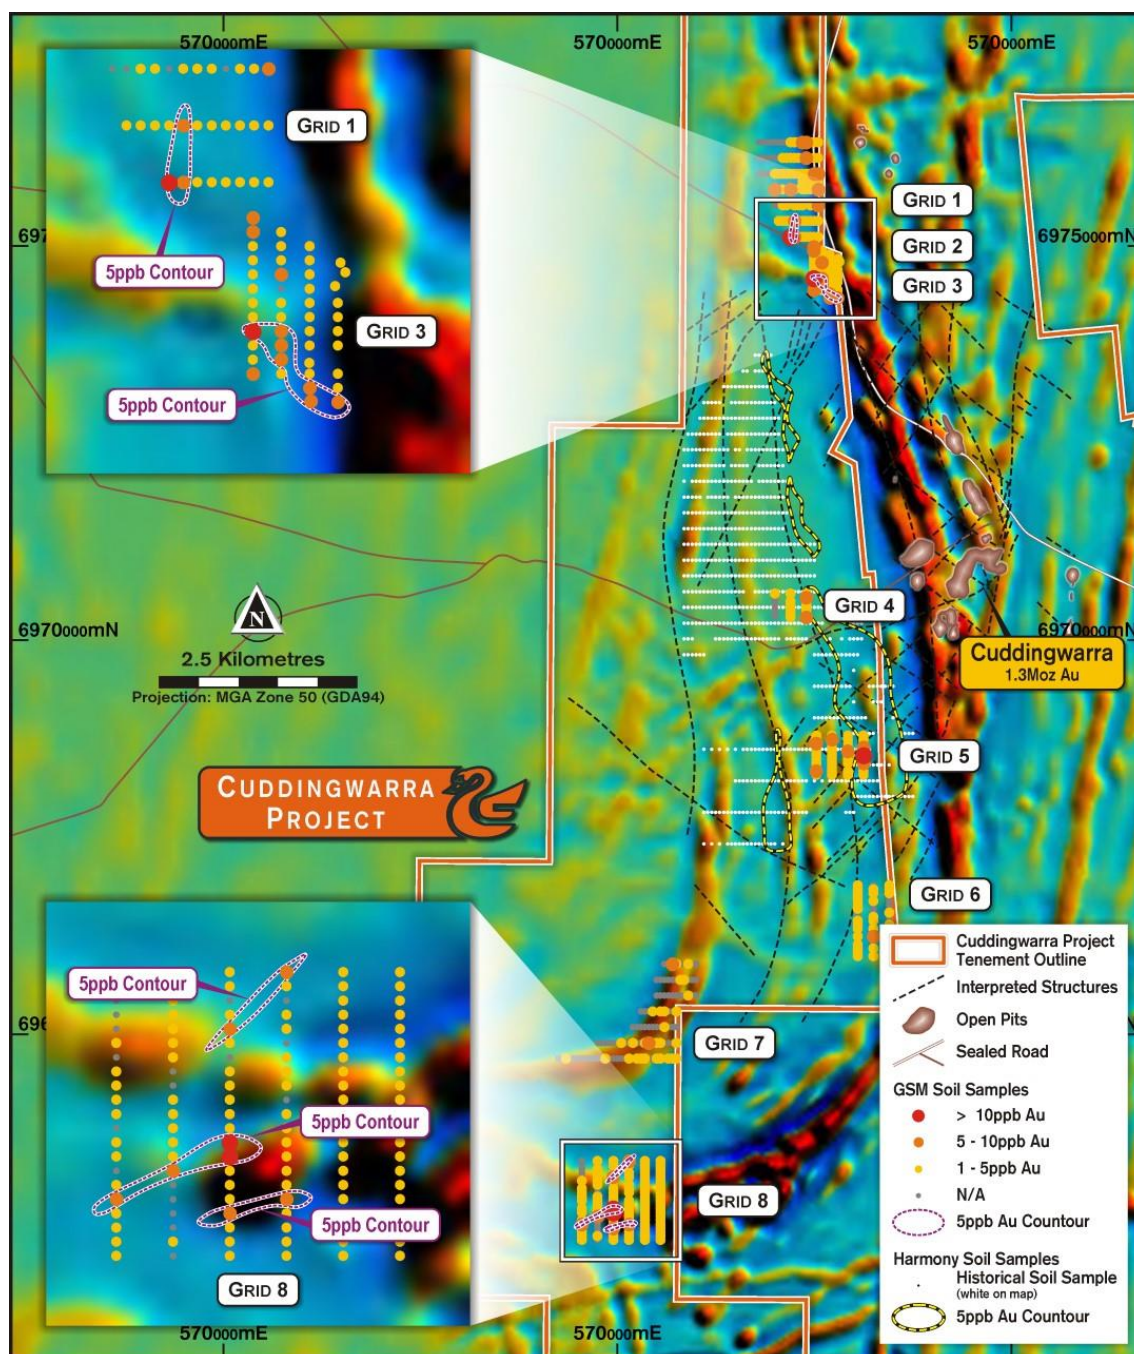 570000mE
570000mE
570000mE
GRID 1
5ppb Contour
GRID 3
5ppb Contour
GRID 1
GRID 2
GRID 3
697
6975000mN
GRID 4
6970000mN
6970000mN
N
2.5 Kilometres
Projection: MGA Zone 50 (GDA94)
Cuddingwarra
1.3Moz Au
GRID 5
CUDDINGWARRA
PROJECT
GRID 6
5ppb Contour
696
GRID 7
5ppb Contour
5ppb Contour
GRID 8
GRID 8
Cuddingwarra Project
Tenement Outline
Interpreted Structures
Open Pits
Sealed Road
GSM Soil Samples
> 10ppb Au
5 - 10ppb Au
1 - 5ppb Au
N/A
5ppb Au Countour
Harmony Soil Samples
Historical Soil Sample
(white on map)
5ppb Au Countour
570000mE
570000mE